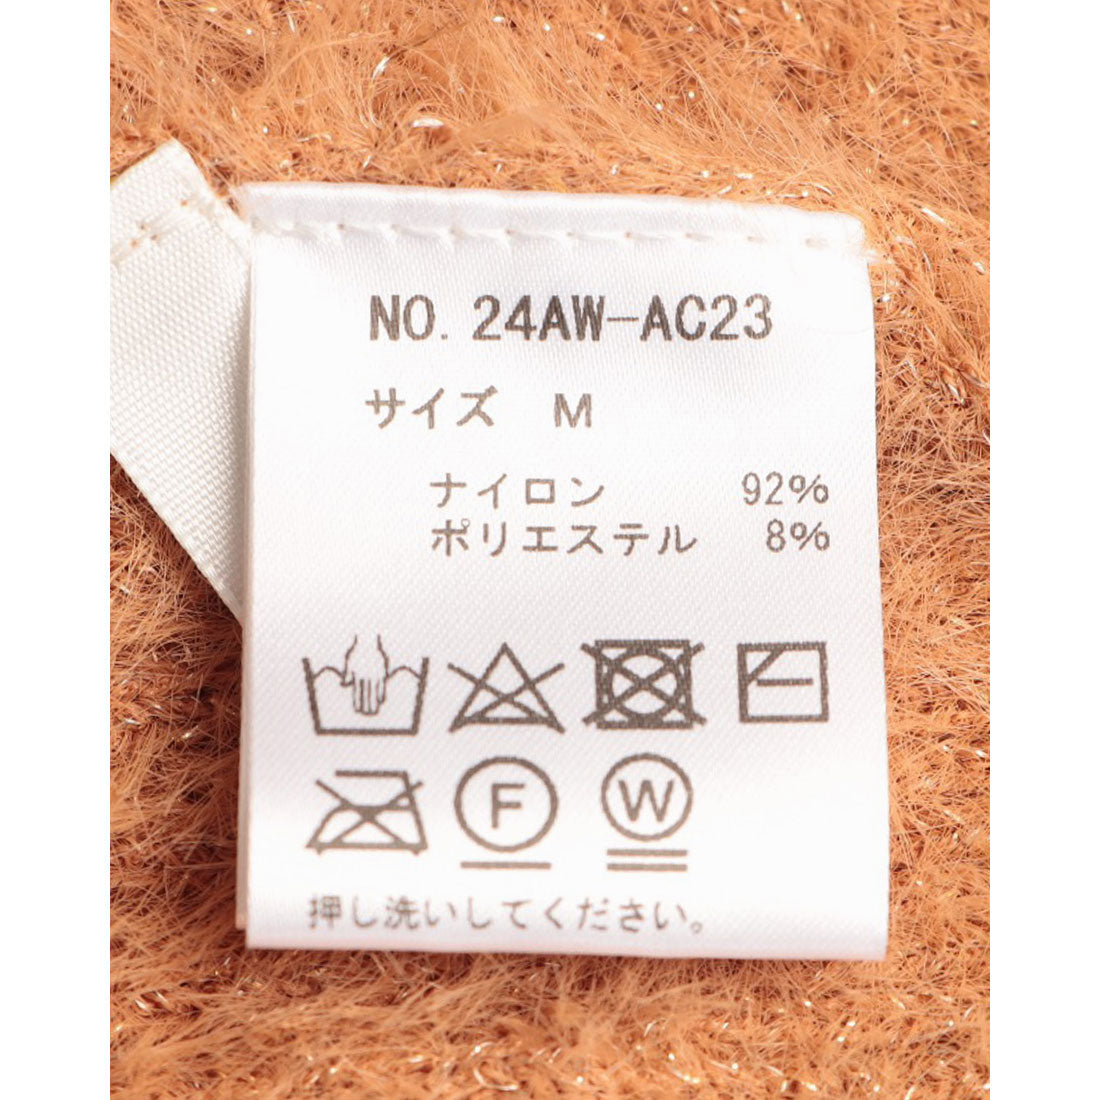 NO. 24AW-AC23
サイズ M
ナイロン 92%
ポリエステル 8%
F W
押し洗いしてください。